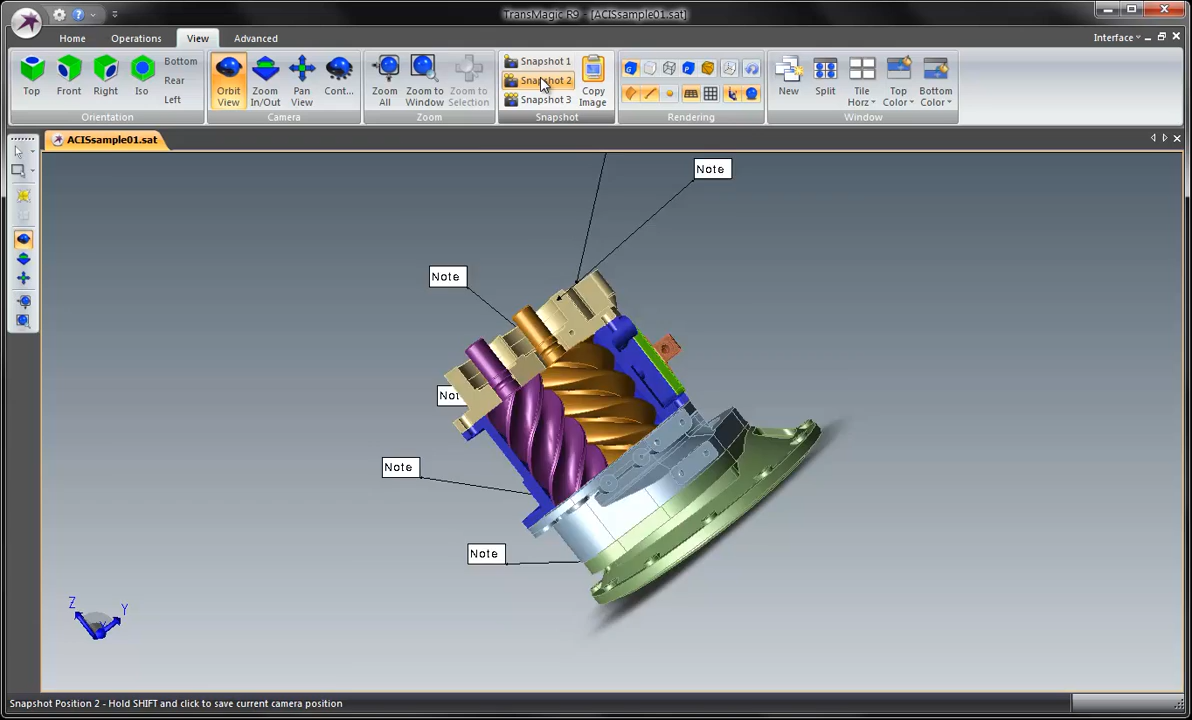 TransMagic R9 - [ACISsample01.sat]
Home Operations View Advanced Interface
Top Front Right Iso Bottom Rear Left
Orientation
Orbit View Zoom In/Out Pan View Cont...
Camera
Zoom All Zoom to Window Zoom to Selection
Zoom
Snapshot 1
Snapshot 2
Snapshot 3
Copy Image
Snapshot
Rendering
New Split Tile Horz Top Color Bottom Color
Window
ACISsample01.sat
Note
Note
Not
Note
Note
Z Y
Snapshot Position 2 - Hold SHIFT and click to save current camera position